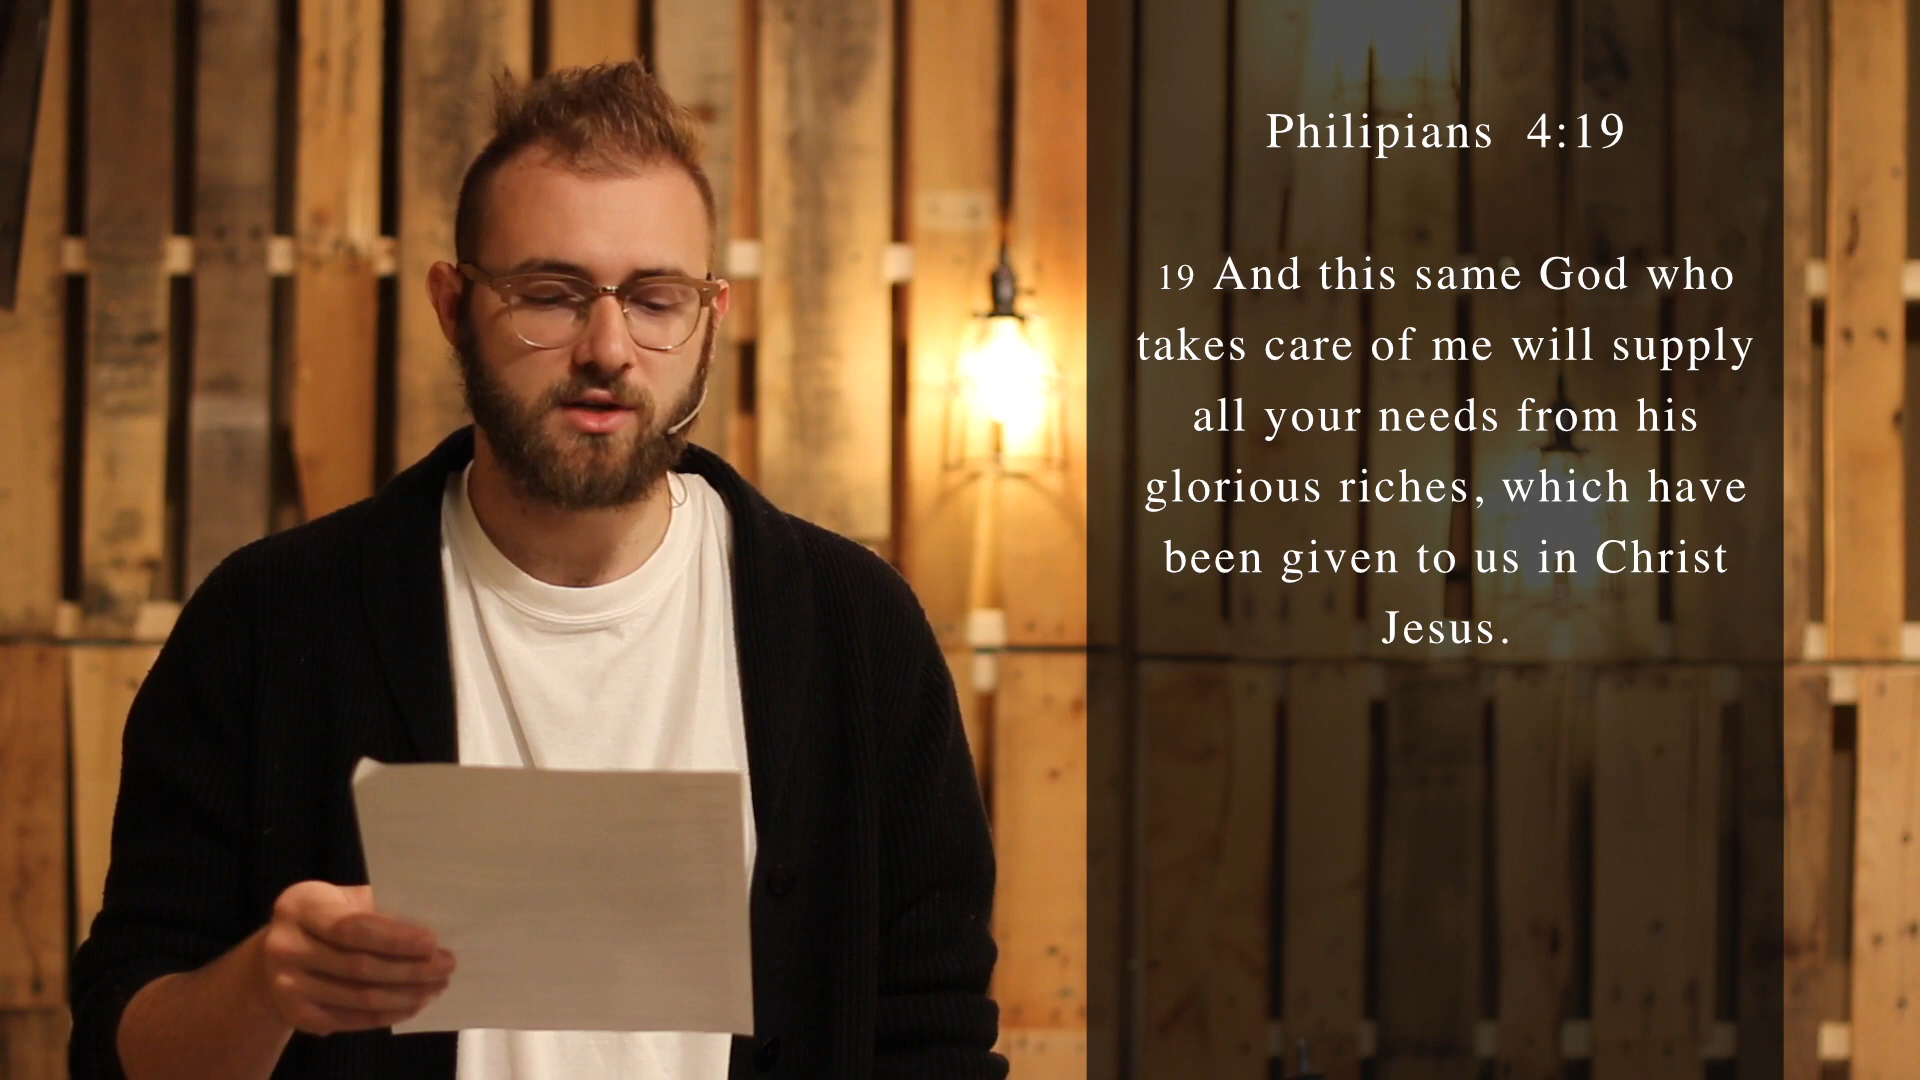 Philipians 4:19
19 And this same God who
takes care of me will supply
all your needs from his
glorious riches, which have
been given to us in Christ
Jesus.